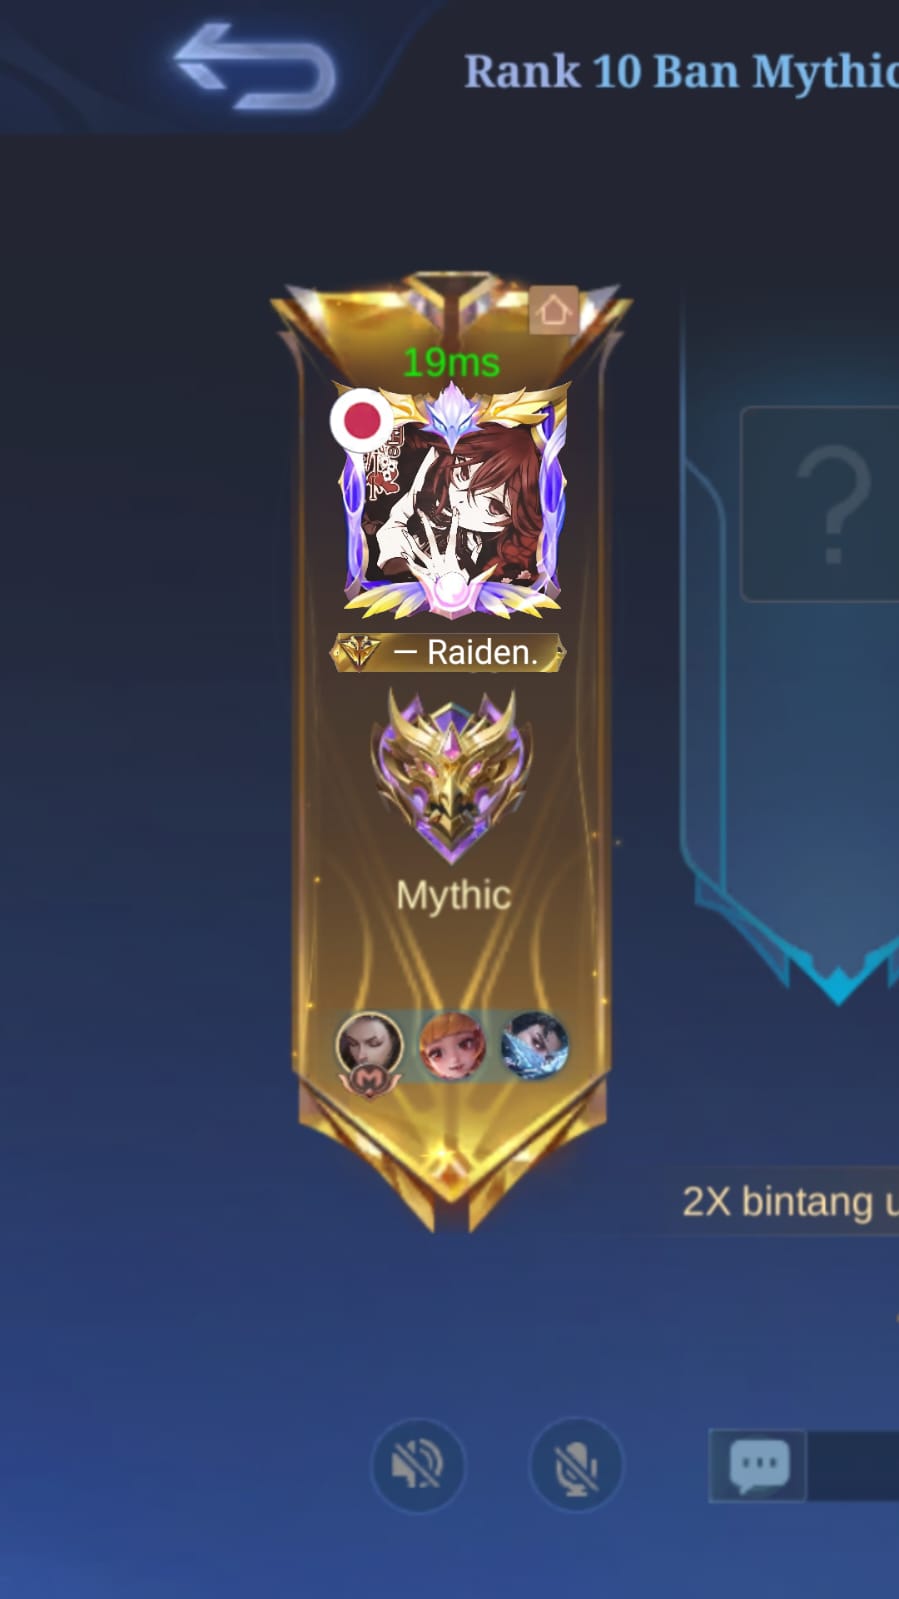 Rank 10 Ban Mythic
19ms
— Raiden.
Mythic
M
2X bintang u